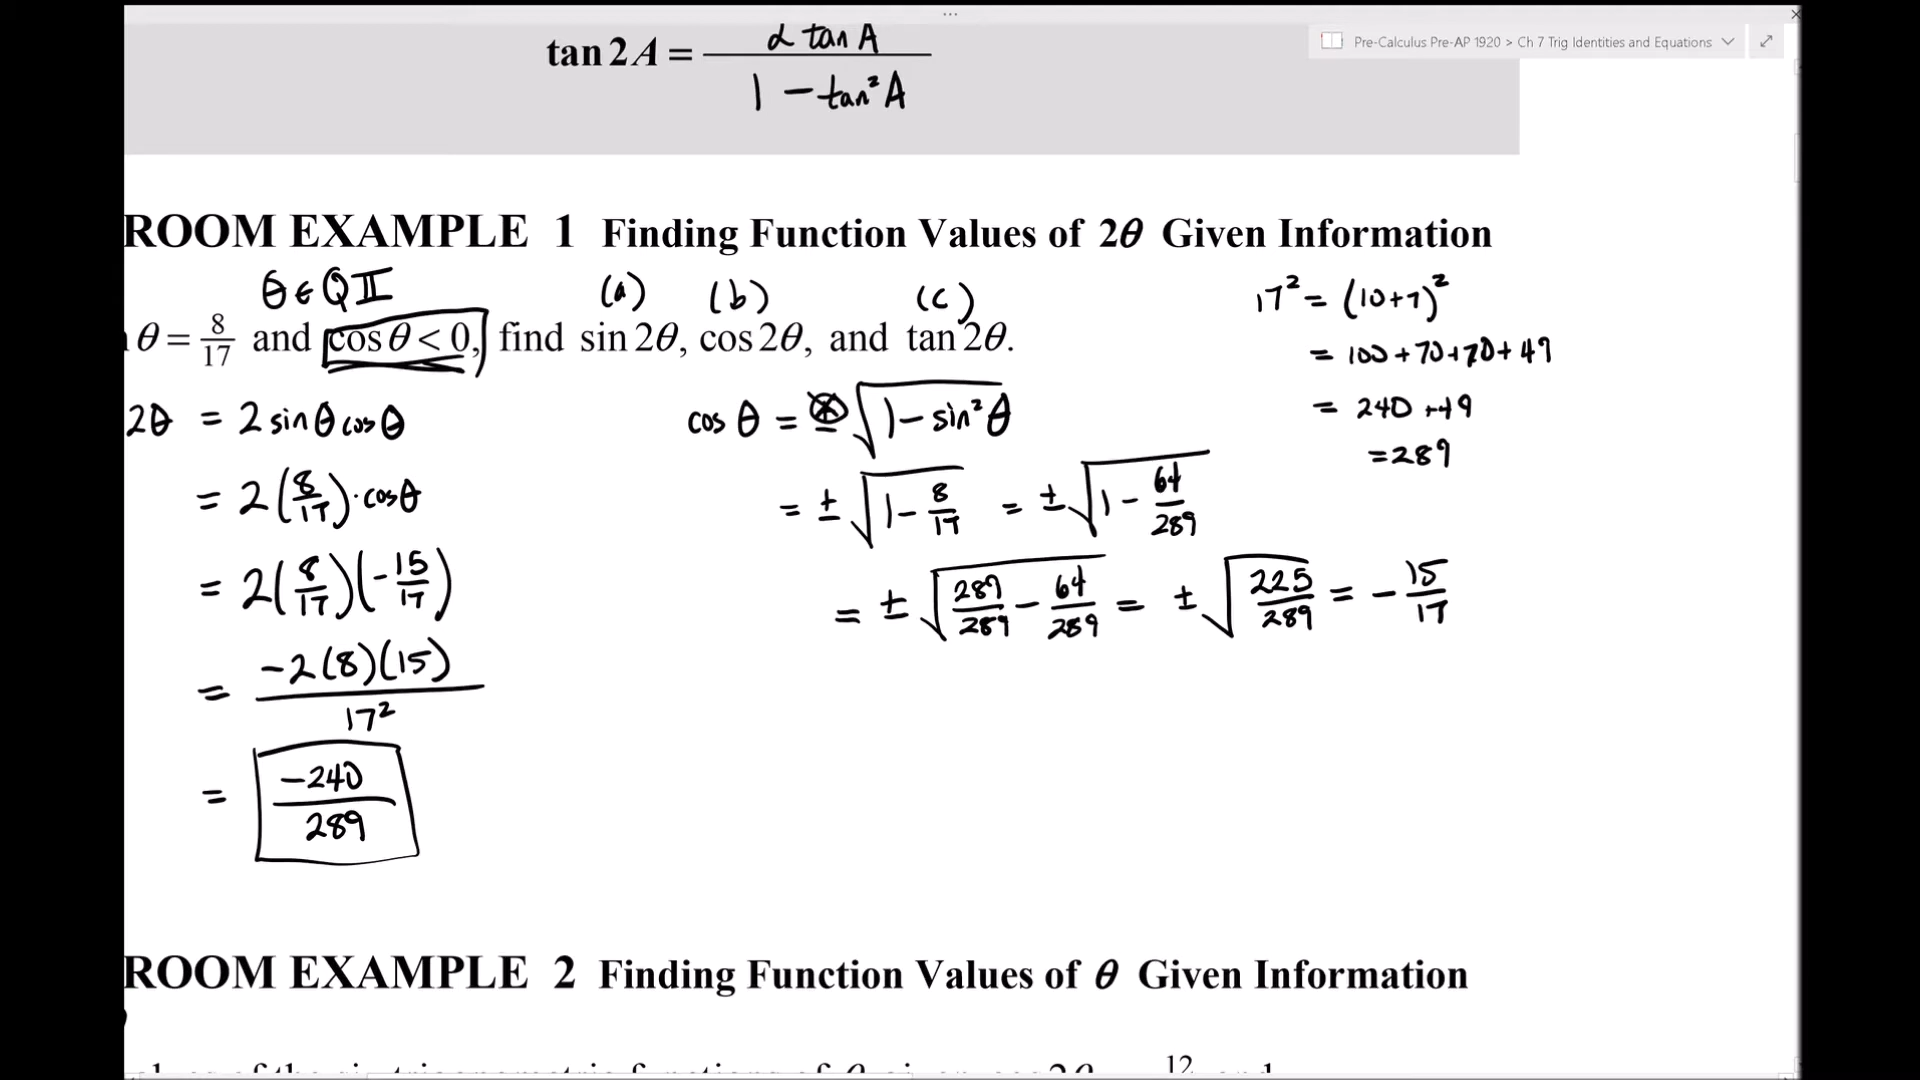 tan 2A = 2 tan A / 1 − tan² A
Pre-Calculus Pre-AP 1920 > Ch 7 Trig Identities and Equations
ROOM EXAMPLE 1 Finding Function Values of 2θ Given Information
θ ∈ QII (a) (b) (c)
θ = 8/17 and cos θ < 0, find sin 2θ, cos 2θ, and tan 2θ.
17² = (10+7)²
= 100 + 70 + 70 + 49
= 240 + 49
= 289
2θ = 2 sin θ cos θ
= 2 (8/17) · cos θ
= 2 (8/17) (−15/17)
= −2(8)(15) / 17²
= −240 / 289
cos θ = ± √(1 − sin² θ)
= ± √(1 − 8/17) = ± √(1 − 64/289)
= ± √(289/289 − 64/289) = ± √(225/289) = − 15/17
ROOM EXAMPLE 2 Finding Function Values of θ Given Information
12